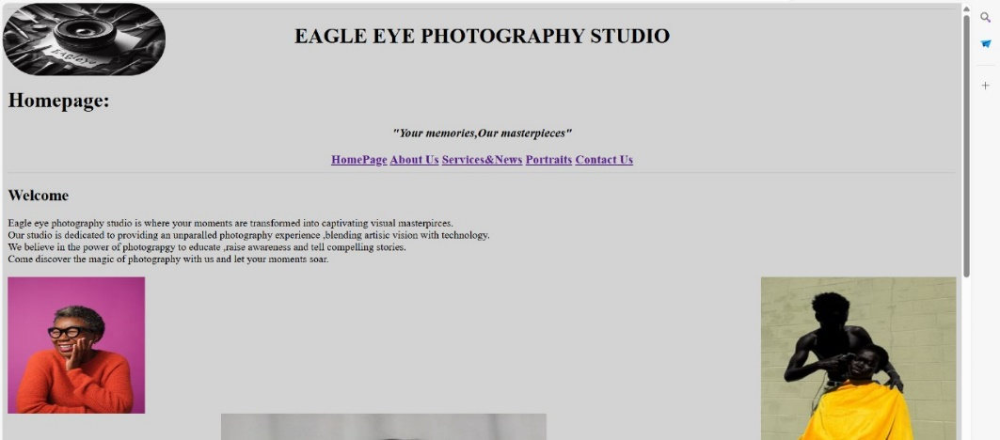 Eagleeye
EAGLE EYE PHOTOGRAPHY STUDIO
Homepage:
"Your memories,Our masterpieces"
HomePage About Us Services&News Portraits Contact Us
Welcome
Eagle eye photography studio is where your moments are transformed into captivating visual masterpirces.
Our studio is dedicated to providing an unparalled photography experience ,blending artisic vision with technology.
We believe in the power of photograpgy to educate ,raise awareness and tell compelling stories.
Come discover the magic of photography with us and let your moments soar.